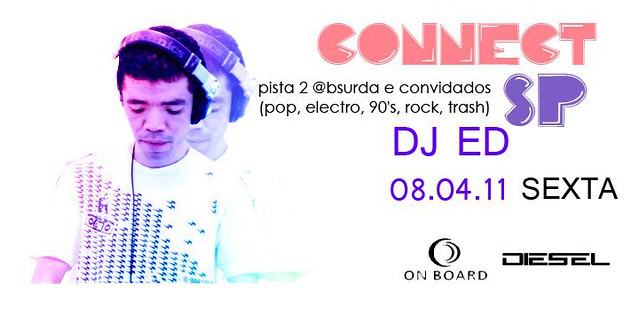 CONNECT
SP
pista 2 @bsurda e convidados
(pop, electro, 90's, rock, trash)
DJ ED
08.04.11 SEXTA
ON BOARD
DIESEL